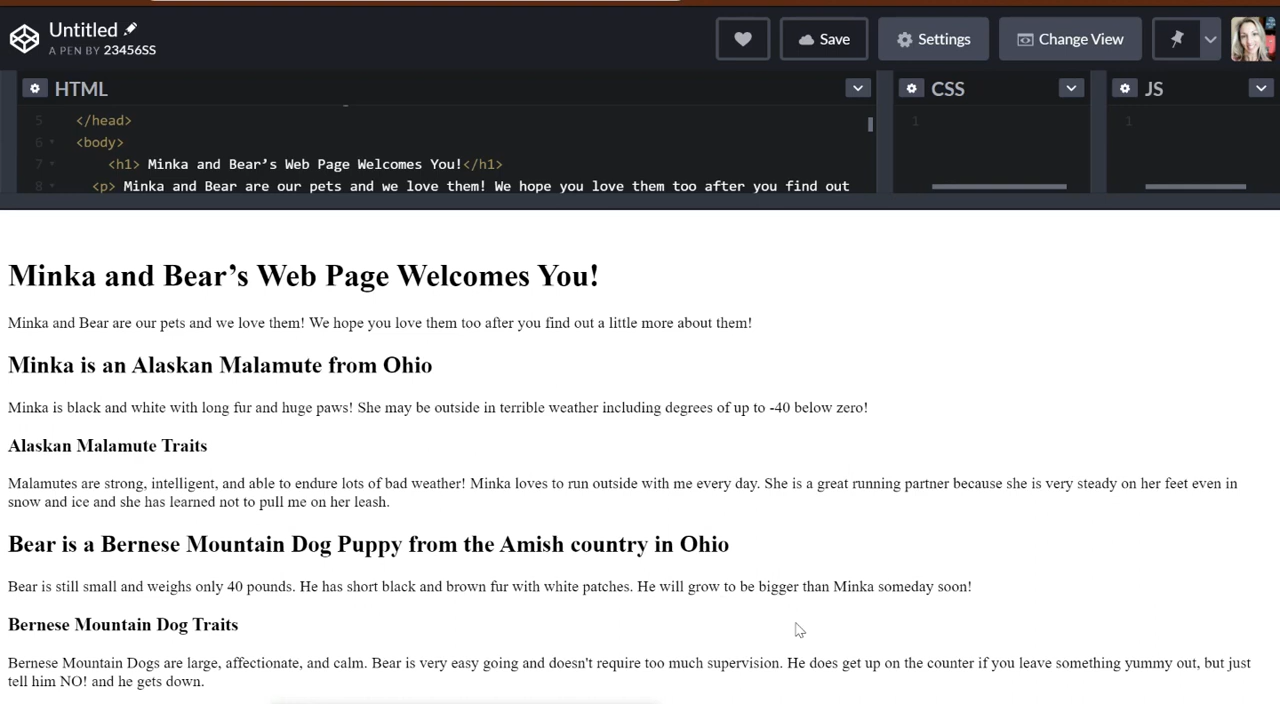 Untitled
A PEN BY 23456SS
Save
Settings
Change View
HTML
CSS
JS
5 </head>
6 <body>
7 <h1> Minka and Bear’s Web Page Welcomes You!</h1>
8 <p> Minka and Bear are our pets and we love them! We hope you love them too after you find out
1
1
Minka and Bear’s Web Page Welcomes You!
Minka and Bear are our pets and we love them! We hope you love them too after you find out a little more about them!
Minka is an Alaskan Malamute from Ohio
Minka is black and white with long fur and huge paws! She may be outside in terrible weather including degrees of up to -40 below zero!
Alaskan Malamute Traits
Malamutes are strong, intelligent, and able to endure lots of bad weather! Minka loves to run outside with me every day. She is a great running partner because she is very steady on her feet even in
snow and ice and she has learned not to pull me on her leash.
Bear is a Bernese Mountain Dog Puppy from the Amish country in Ohio
Bear is still small and weighs only 40 pounds. He has short black and brown fur with white patches. He will grow to be bigger than Minka someday soon!
Bernese Mountain Dog Traits
Bernese Mountain Dogs are large, affectionate, and calm. Bear is very easy going and doesn't require too much supervision. He does get up on the counter if you leave something yummy out, but just
tell him NO! and he gets down.